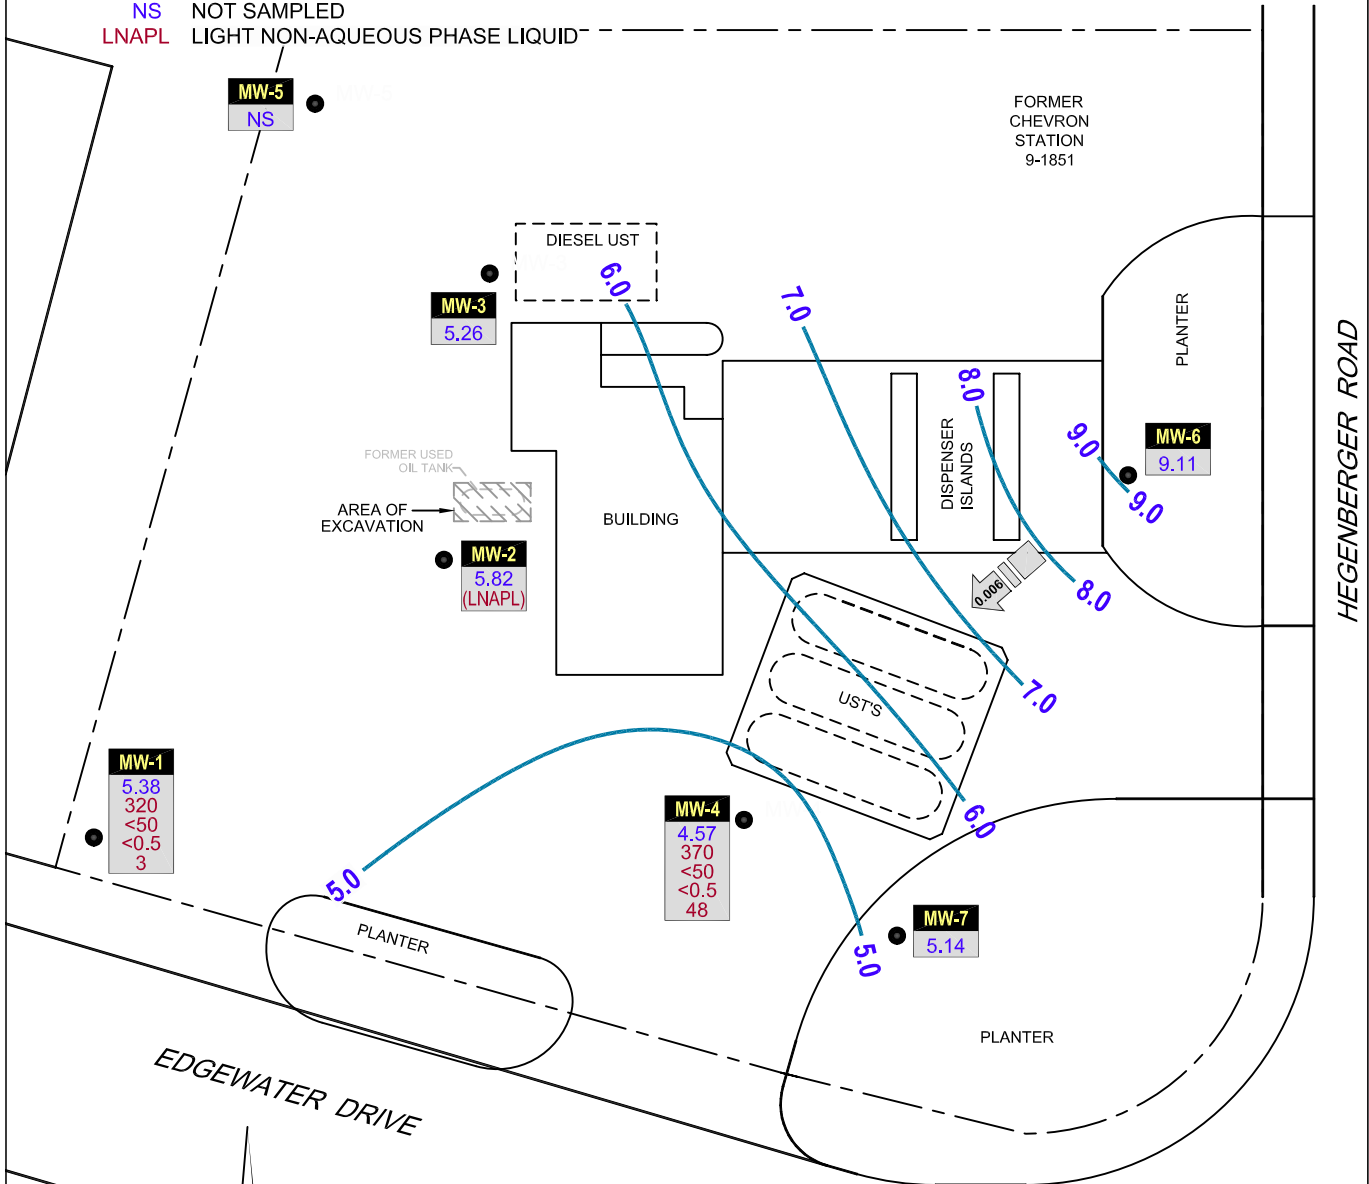 NS NOT SAMPLED
LNAPL LIGHT NON-AQUEOUS PHASE LIQUID
MW-5
NS
FORMER
CHEVRON
STATION
9-1851
DIESEL UST
MW-3
5.26
6.0
7.0
8.0
9.0
PLANTER
HEGENBERGER ROAD
MW-6
9.11
9.0
FORMER USED
OIL TANK
AREA OF
EXCAVATION
BUILDING
DISPENSER
ISLANDS
MW-2
5.82
(LNAPL)
0.006
8.0
UST'S
7.0
MW-1
5.38
320
<50
<0.5
3
MW-4
4.57
370
<50
<0.5
48
6.0
5.0
PLANTER
5.0
MW-7
5.14
PLANTER
EDGEWATER DRIVE